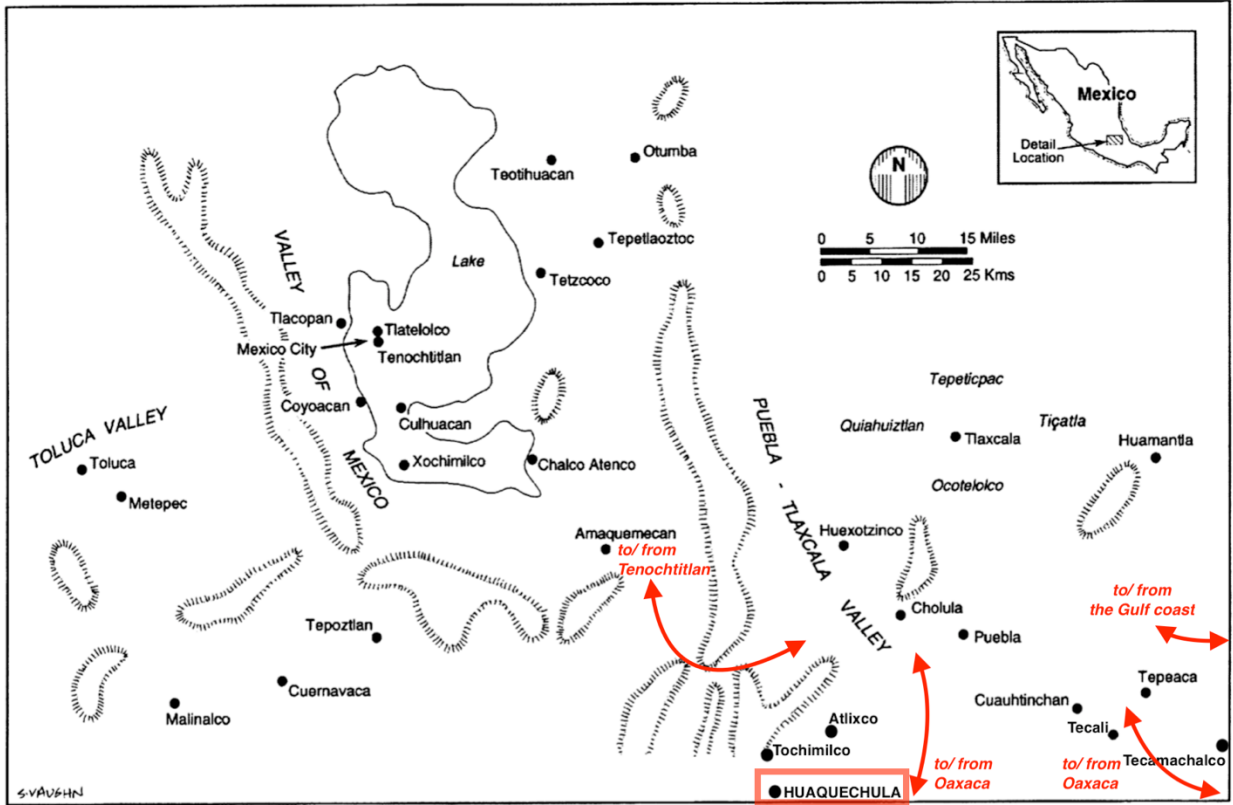 Mexico
Detail
Location
N
0 5 10 15 Miles
0 5 10 15 20 25 Kms
Otumba
Teotihuacan
Tepetlaoztoc
Lake
Tetzcoco
VALLEY
OF
MEXICO
Tlacopan
Tlatelolco
Mexico City
Tenochtitlan
Coyoacan
Culhuacan
Xochimilco
Chalco Atenco
TOLUCA VALLEY
Toluca
Metepec
PUEBLA - TLAXCALA
VALLEY
Tepeticpac
Quiahuiztlan
Tlaxcala
Tiçatla
Huamantla
Ocotelolco
Huexotzinco
Amaquemecan
to/ from
Tenochtitlan
to/ from
the Gulf coast
Cholula
Puebla
Tepoztlan
Cuernavaca
Malinalco
Tepeaca
Cuauhtinchan
Tecali
Tecamachalco
Atlixco
Tochimilco
to/ from
Oaxaca
to/ from
Oaxaca
HUAQUECHULA
S.VAUGHN